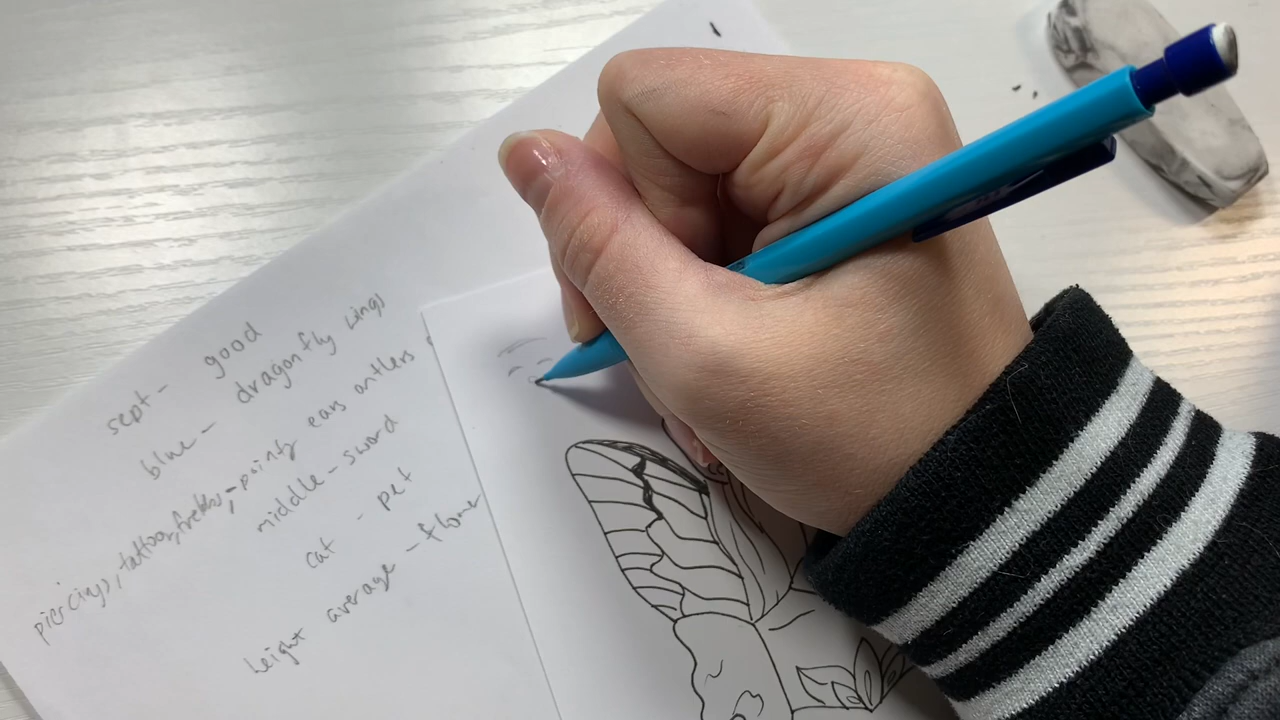 sept - good
blue - dragonfly wings
piercings, tattoos, freckles, - pointy ears antlers
middle - sword
cat - pet
height average - flower